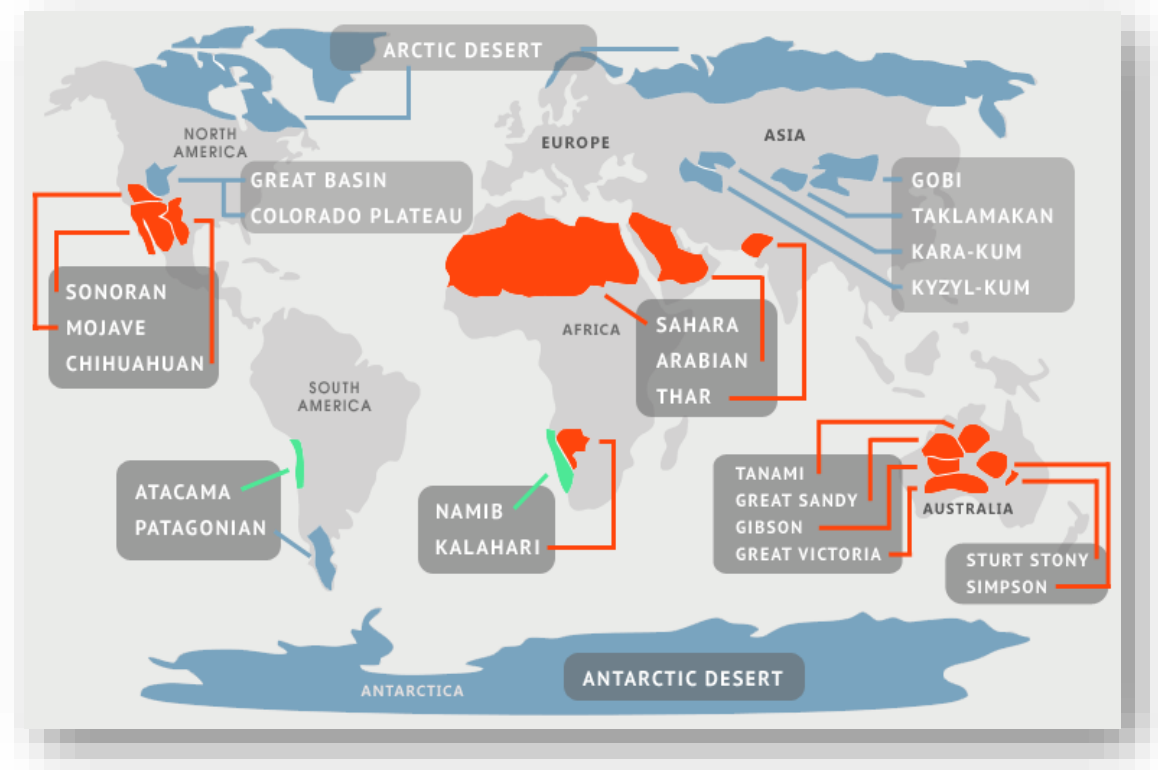 ARCTIC DESERT
NORTH
AMERICA
EUROPE
ASIA
GREAT BASIN
COLORADO PLATEAU
GOBI
TAKLAMAKAN
KARA-KUM
KYZYL-KUM
SONORAN
MOJAVE
CHIHUAHUAN
AFRICA
SAHARA
ARABIAN
THAR
SOUTH
AMERICA
ATACAMA
PATAGONIAN
NAMIB
KALAHARI
TANAMI
GREAT SANDY
GIBSON
GREAT VICTORIA
AUSTRALIA
STURT STONY
SIMPSON
ANTARCTICA
ANTARCTIC DESERT